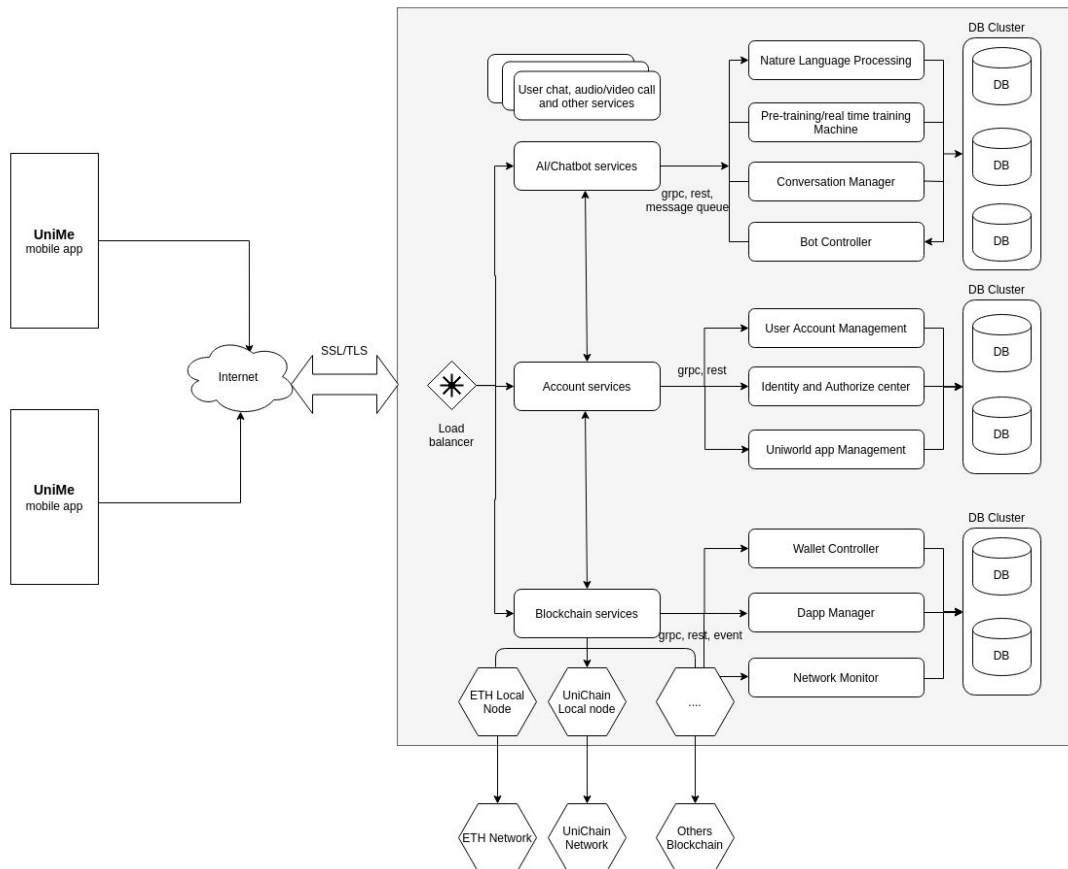 DB Cluster
User chat, audio/video call
and other services
Nature Language Processing
DB
Pre-training/real time training
Machine
AI/Chatbot services
grpc, rest,
message queue
Conversation Manager
DB
Bot Controller
DB
UniMe
mobile app
DB Cluster
User Account Management
DB
SSL/TLS
Internet
Load
balancer
Account services
grpc, rest
Identity and Authorize center
Uniworld app Management
DB
UniMe
mobile app
DB Cluster
Wallet Controller
DB
Blockchain services
grpc, rest, event
Dapp Manager
DB
Network Monitor
ETH Local
Node
UniChain
Local node
....
ETH Network
UniChain
Network
Others
Blockchain